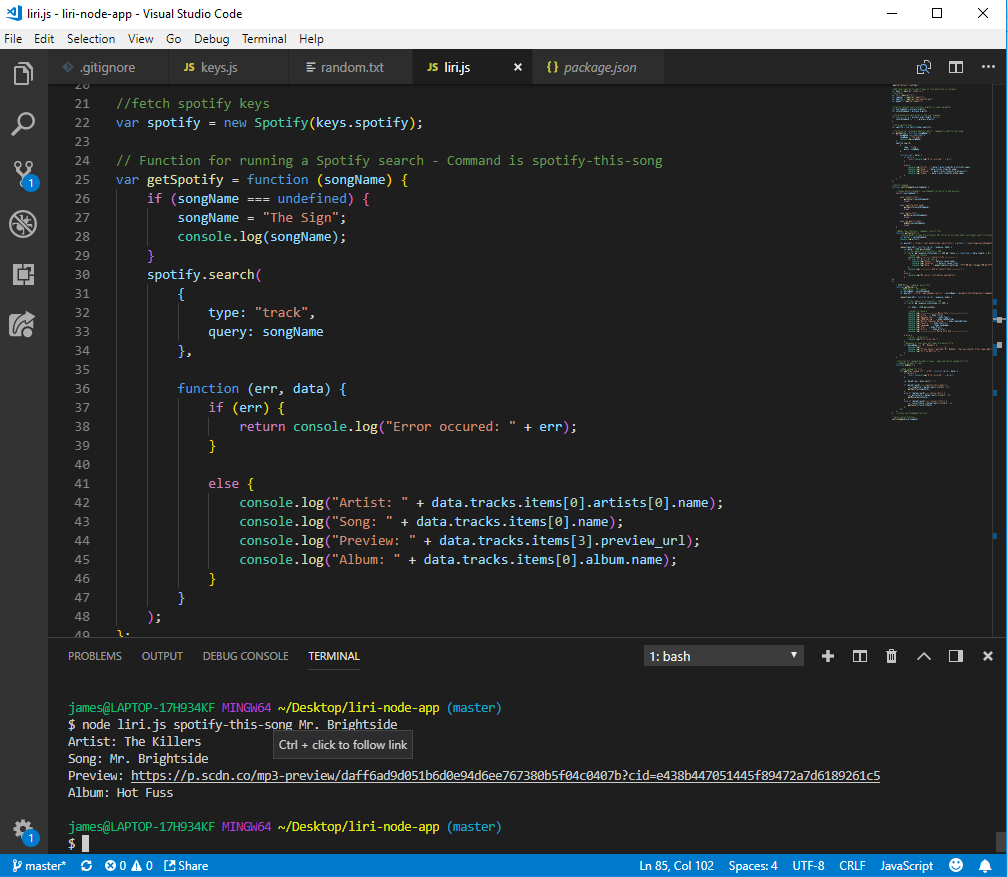 liri.js - liri-node-app - Visual Studio Code
File Edit Selection View Go Debug Terminal Help
.gitignore JS keys.js random.txt JS liri.js {} package.json
20
21 //fetch spotify keys
22 var spotify = new Spotify(keys.spotify);
23
24 // Function for running a Spotify search - Command is spotify-this-song
25 var getSpotify = function (songName) {
26 if (songName === undefined) {
27 songName = "The Sign";
28 console.log(songName);
29 }
30 spotify.search(
31 {
32 type: "track",
33 query: songName
34 },
35
36 function (err, data) {
37 if (err) {
38 return console.log("Error occured: " + err);
39 }
40
41 else {
42 console.log("Artist: " + data.tracks.items[0].artists[0].name);
43 console.log("Song: " + data.tracks.items[0].name);
44 console.log("Preview: " + data.tracks.items[3].preview_url);
45 console.log("Album: " + data.tracks.items[0].album.name);
46 }
47 }
48 );
49 };
PROBLEMS OUTPUT DEBUG CONSOLE TERMINAL 1: bash
james@LAPTOP-17H934KF MINGW64 ~/Desktop/liri-node-app (master)
$ node liri.js spotify-this-song Mr. Brightside
Artist: The Killers
Ctrl + click to follow link
Song: Mr. Brightside
Preview: https://p.scdn.co/mp3-preview/daff6ad9d051b6d0e94d6ee767380b5f04c0407b?cid=e438b447051445f89472a7d6189261c5
Album: Hot Fuss
james@LAPTOP-17H934KF MINGW64 ~/Desktop/liri-node-app (master)
$
1
1
master* 0 0 Share Ln 85, Col 102 Spaces: 4 UTF-8 CRLF JavaScript